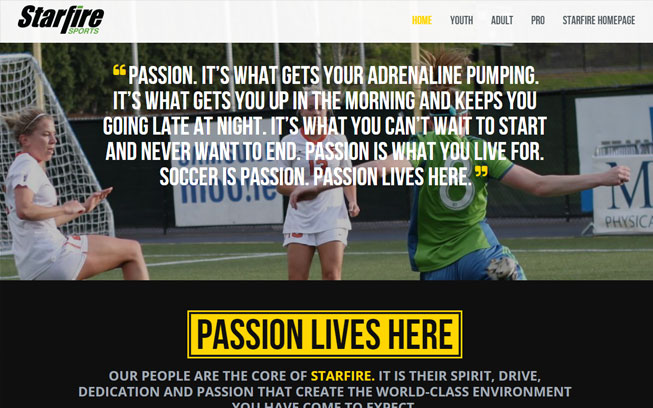 Starfire
SPORTS
HOME YOUTH ADULT PRO STARFIRE HOMEPAGE
“ PASSION. IT’S WHAT GETS YOUR ADRENALINE PUMPING.
IT’S WHAT GETS YOU UP IN THE MORNING AND KEEPS YOU
GOING LATE AT NIGHT. IT’S WHAT YOU CAN’T WAIT TO START
AND NEVER WANT TO END. PASSION IS WHAT YOU LIVE FOR.
SOCCER IS PASSION. PASSION LIVES HERE. ”
PASSION LIVES HERE
OUR PEOPLE ARE THE CORE OF STARFIRE. IT IS THEIR SPIRIT, DRIVE,
DEDICATION AND PASSION THAT CREATE THE WORLD-CLASS ENVIRONMENT
YOU HAVE COME TO EXPECT